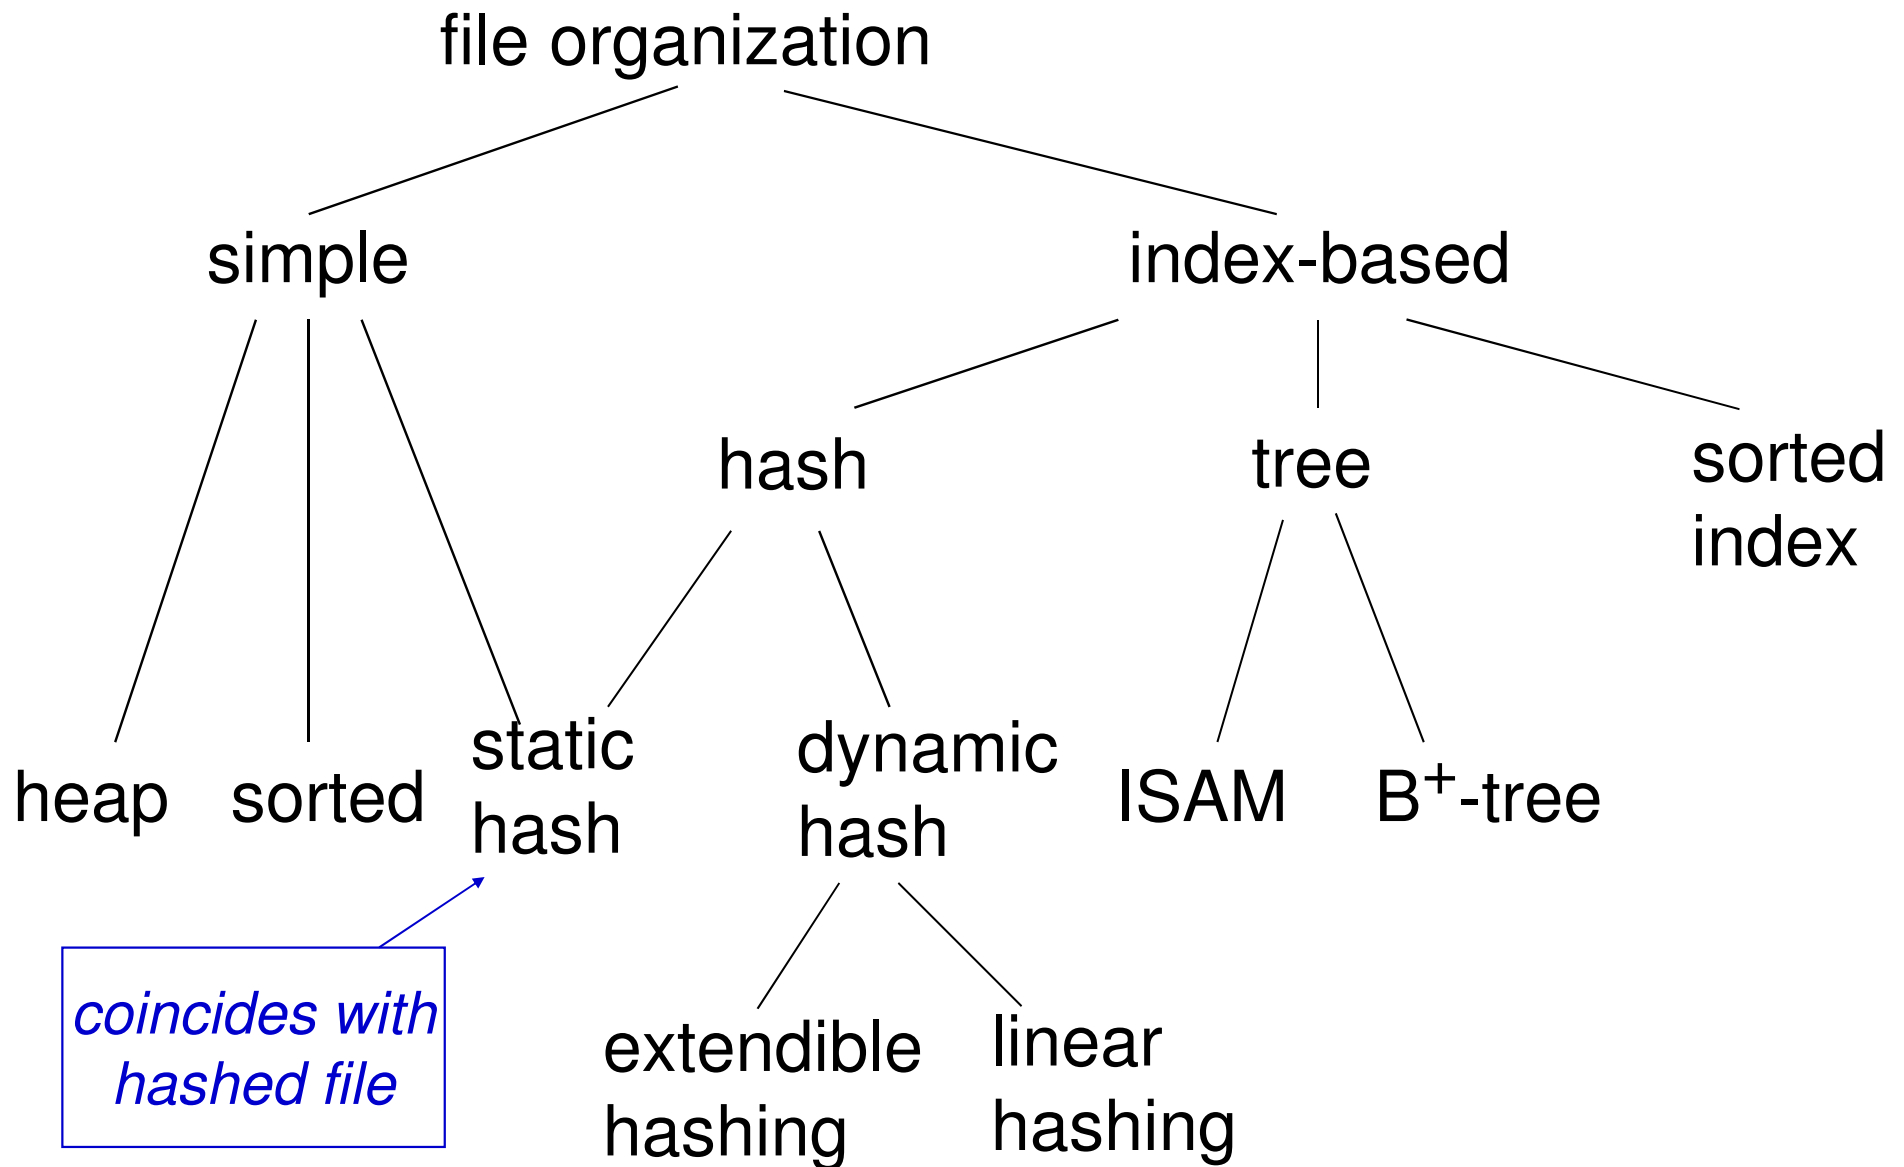 file organization
simple
index-based
hash
tree
sorted
index
heap
sorted
static
hash
dynamic
hash
ISAM
B⁺-tree
coincides with
hashed file
extendible
hashing
linear
hashing